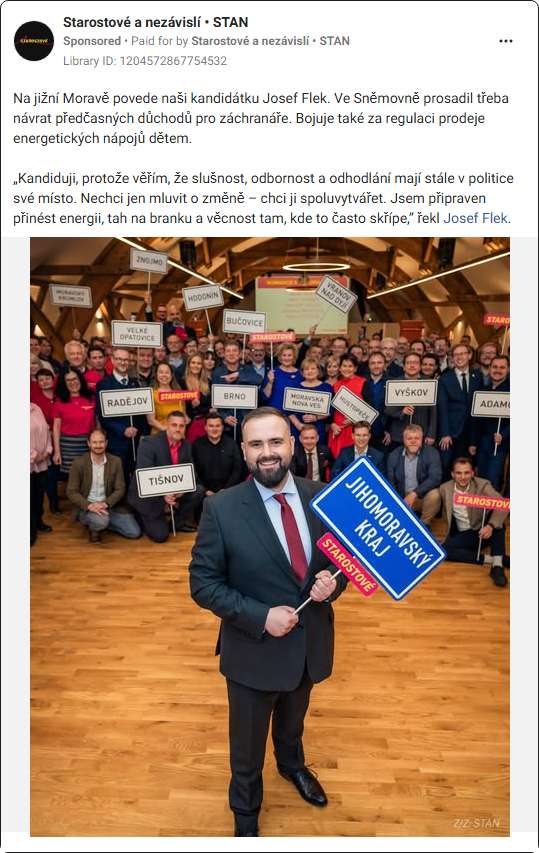 Starostové a nezávislí • STAN
Sponsored • Paid for by Starostové a nezávislí • STAN
Library ID: 1204572867754532
Na jižní Moravě povede naši kandidátku Josef Flek. Ve Sněmovně prosadil třeba
návrat předčasných důchodů pro záchranáře. Bojuje také za regulaci prodeje
energetických nápojů dětem.
„Kandiduji, protože věřím, že slušnost, odbornost a odhodlání mají stále v politice
své místo. Nechci jen mluvit o změně – chci ji spoluvytvářet. Jsem připraven
přinést energii, tah na branku a věcnost tam, kde to často skřípe,“ řekl Josef Flek.
ZNOJMO
MORAVSKÝ
KRUMLOV
HODONÍN
VRANOV
NAD DYJÍ
BUČOVICE
VELKÉ
OPATOVICE
STAROSTOVÉ
STAROSTOV
RADĚJOV
STAROSTOVÉ
BRNO
MORAVSKÁ
NOVÁ VES
HUSTOPEČE
VYŠKOV
ADAMO
TIŠNOV
STAROSTOVÉ
JIHOMORAVSKÝ
KRAJ
STAROSTOVÉ
Z/Z-STAN